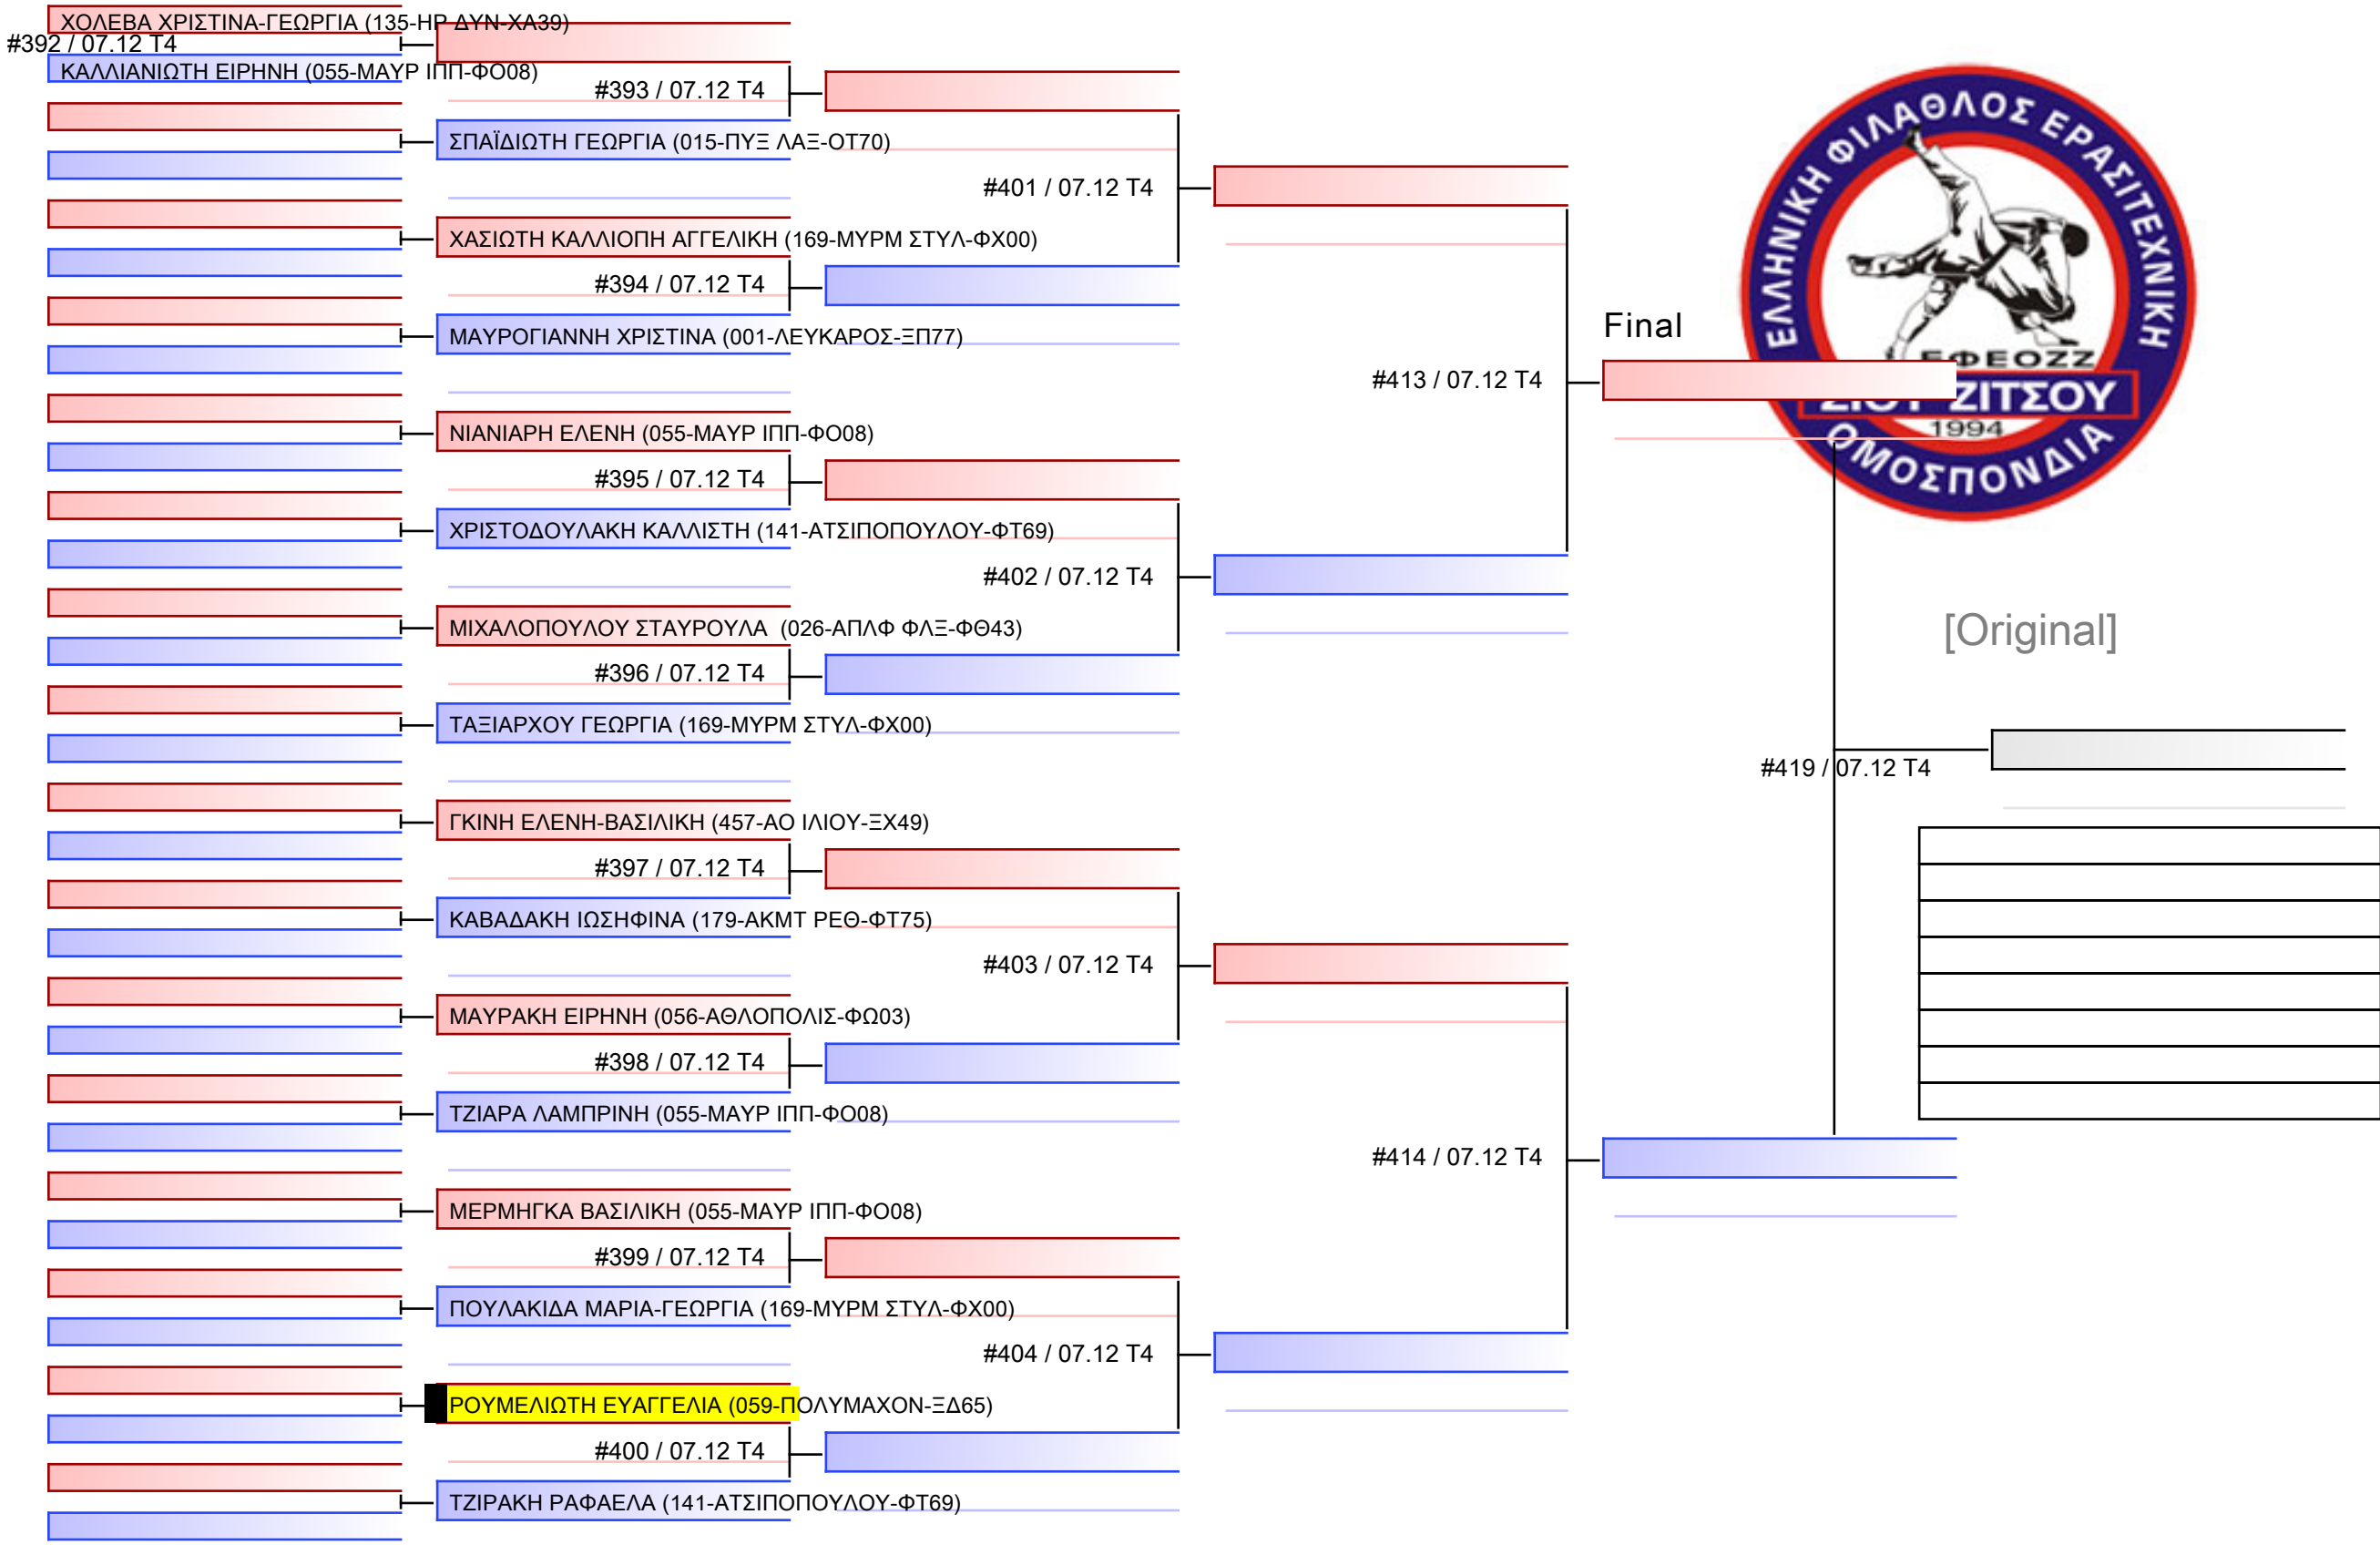 ΧΟΛΕΒΑ ΧΡΙΣΤΙΝΑ-ΓΕΩΡΓΙΑ (135-ΗΡ ΔΥΝ-ΧΑ39)
#392 / 07.12 T4
ΚΑΛΛΙΑΝΙΩΤΗ ΕΙΡΗΝΗ (055-ΜΑΥΡ ΙΠΠ-ΦΟ08)
#393 / 07.12 T4
ΣΠΑΪΔΙΩΤΗ ΓΕΩΡΓΙΑ (015-ΠΥΞ ΛΑΞ-ΟΤ70)
#401 / 07.12 T4
ΧΑΣΙΩΤΗ ΚΑΛΛΙΟΠΗ ΑΓΓΕΛΙΚΗ (169-ΜΥΡΜ ΣΤΥΛ-ΦΧ00)
#394 / 07.12 T4
ΜΑΥΡΟΓΙΑΝΝΗ ΧΡΙΣΤΙΝΑ (001-ΛΕΥΚΑΡΟΣ-ΞΠ77)
#413 / 07.12 T4
ΝΙΑΝΙΑΡΗ ΕΛΕΝΗ (055-ΜΑΥΡ ΙΠΠ-ΦΟ08)
#395 / 07.12 T4
ΧΡΙΣΤΟΔΟΥΛΑΚΗ ΚΑΛΛΙΣΤΗ (141-ΑΤΣΙΠΟΠΟΥΛΟΥ-ΦΤ69)
#402 / 07.12 T4
ΜΙΧΑΛΟΠΟΥΛΟΥ ΣΤΑΥΡΟΥΛΑ (026-ΑΠΛΦ ΦΛΞ-ΦΘ43)
#396 / 07.12 T4
ΤΑΞΙΑΡΧΟΥ ΓΕΩΡΓΙΑ (169-ΜΥΡΜ ΣΤΥΛ-ΦΧ00)
ΓΚΙΝΗ ΕΛΕΝΗ-ΒΑΣΙΛΙΚΗ (457-ΑΟ ΙΛΙΟΥ-ΞΧ49)
#397 / 07.12 T4
ΚΑΒΑΔΑΚΗ ΙΩΣΗΦΙΝΑ (179-ΑΚΜΤ ΡΕΘ-ΦΤ75)
#403 / 07.12 T4
ΜΑΥΡΑΚΗ ΕΙΡΗΝΗ (056-ΑΘΛΟΠΟΛΙΣ-ΦΩ03)
#398 / 07.12 T4
ΤΖΙΑΡΑ ΛΑΜΠΡΙΝΗ (055-ΜΑΥΡ ΙΠΠ-ΦΟ08)
#414 / 07.12 T4
ΜΕΡΜΗΓΚΑ ΒΑΣΙΛΙΚΗ (055-ΜΑΥΡ ΙΠΠ-ΦΟ08)
#399 / 07.12 T4
ΠΟΥΛΑΚΙΔΑ ΜΑΡΙΑ-ΓΕΩΡΓΙΑ (169-ΜΥΡΜ ΣΤΥΛ-ΦΧ00)
#404 / 07.12 T4
ΡΟΥΜΕΛΙΩΤΗ ΕΥΑΓΓΕΛΙΑ (059-ΠΟΛΥΜΑΧΟΝ-ΞΔ65)
#400 / 07.12 T4
ΤΖΙΡΑΚΗ ΡΑΦΑΕΛΑ (141-ΑΤΣΙΠΟΠΟΥΛΟΥ-ΦΤ69)
Final
ΕΛΛΗΝΙΚΗ ΦΙΛΑΘΛΟΣ ΕΡΑΣΙΤΕΧΝΙΚΗ
ΕΦΕΟΖΖ
ΖΙΟΥ ΖΙΤΣΟΥ
1994
ΟΜΟΣΠΟΝΔΙΑ
[Original]
#419 / 07.12 T4